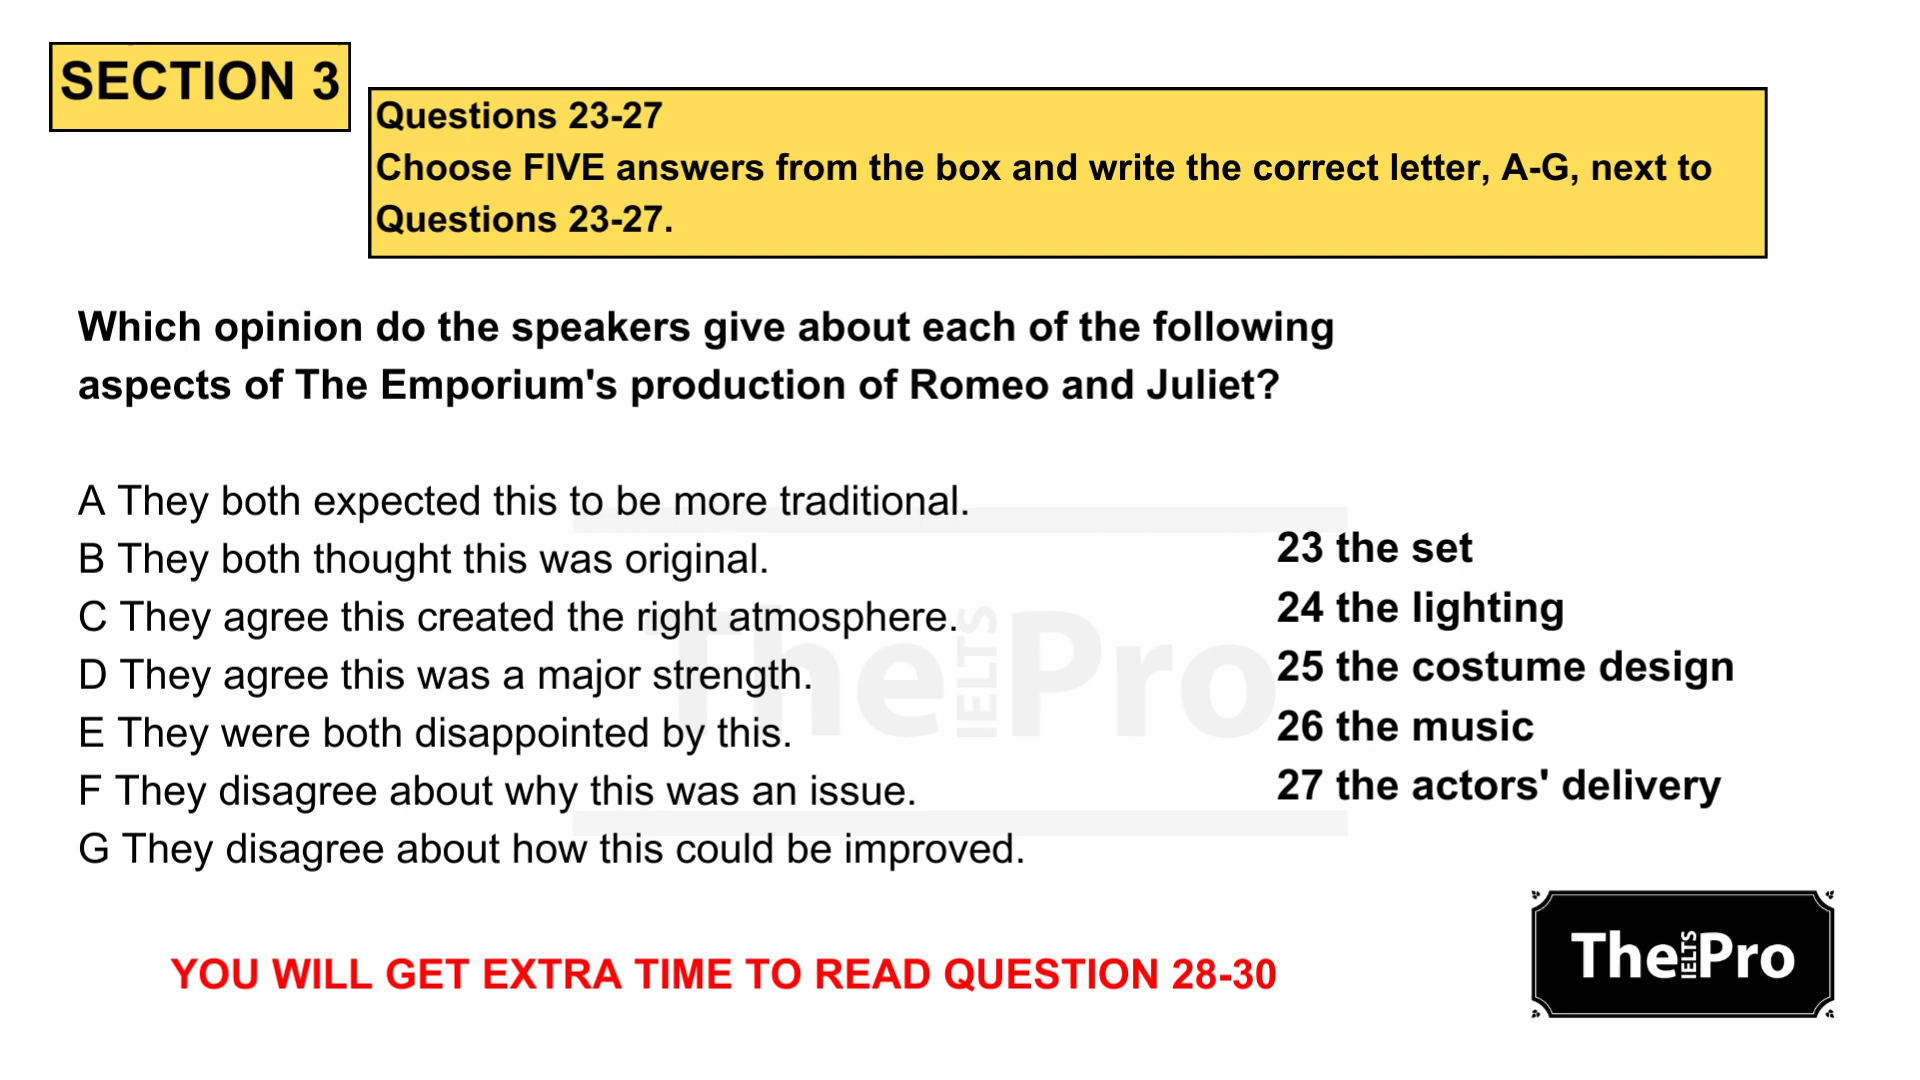 SECTION 3
Questions 23-27
Choose FIVE answers from the box and write the correct letter, A-G, next to
Questions 23-27.
Which opinion do the speakers give about each of the following
aspects of The Emporium's production of Romeo and Juliet?
A They both expected this to be more traditional.
B They both thought this was original.
C They agree this created the right atmosphere.
D They agree this was a major strength.
E They were both disappointed by this.
F They disagree about why this was an issue.
G They disagree about how this could be improved.
23 the set
24 the lighting
25 the costume design
26 the music
27 the actors' delivery
The IELTS Pro
YOU WILL GET EXTRA TIME TO READ QUESTION 28-30
The IELTS Pro